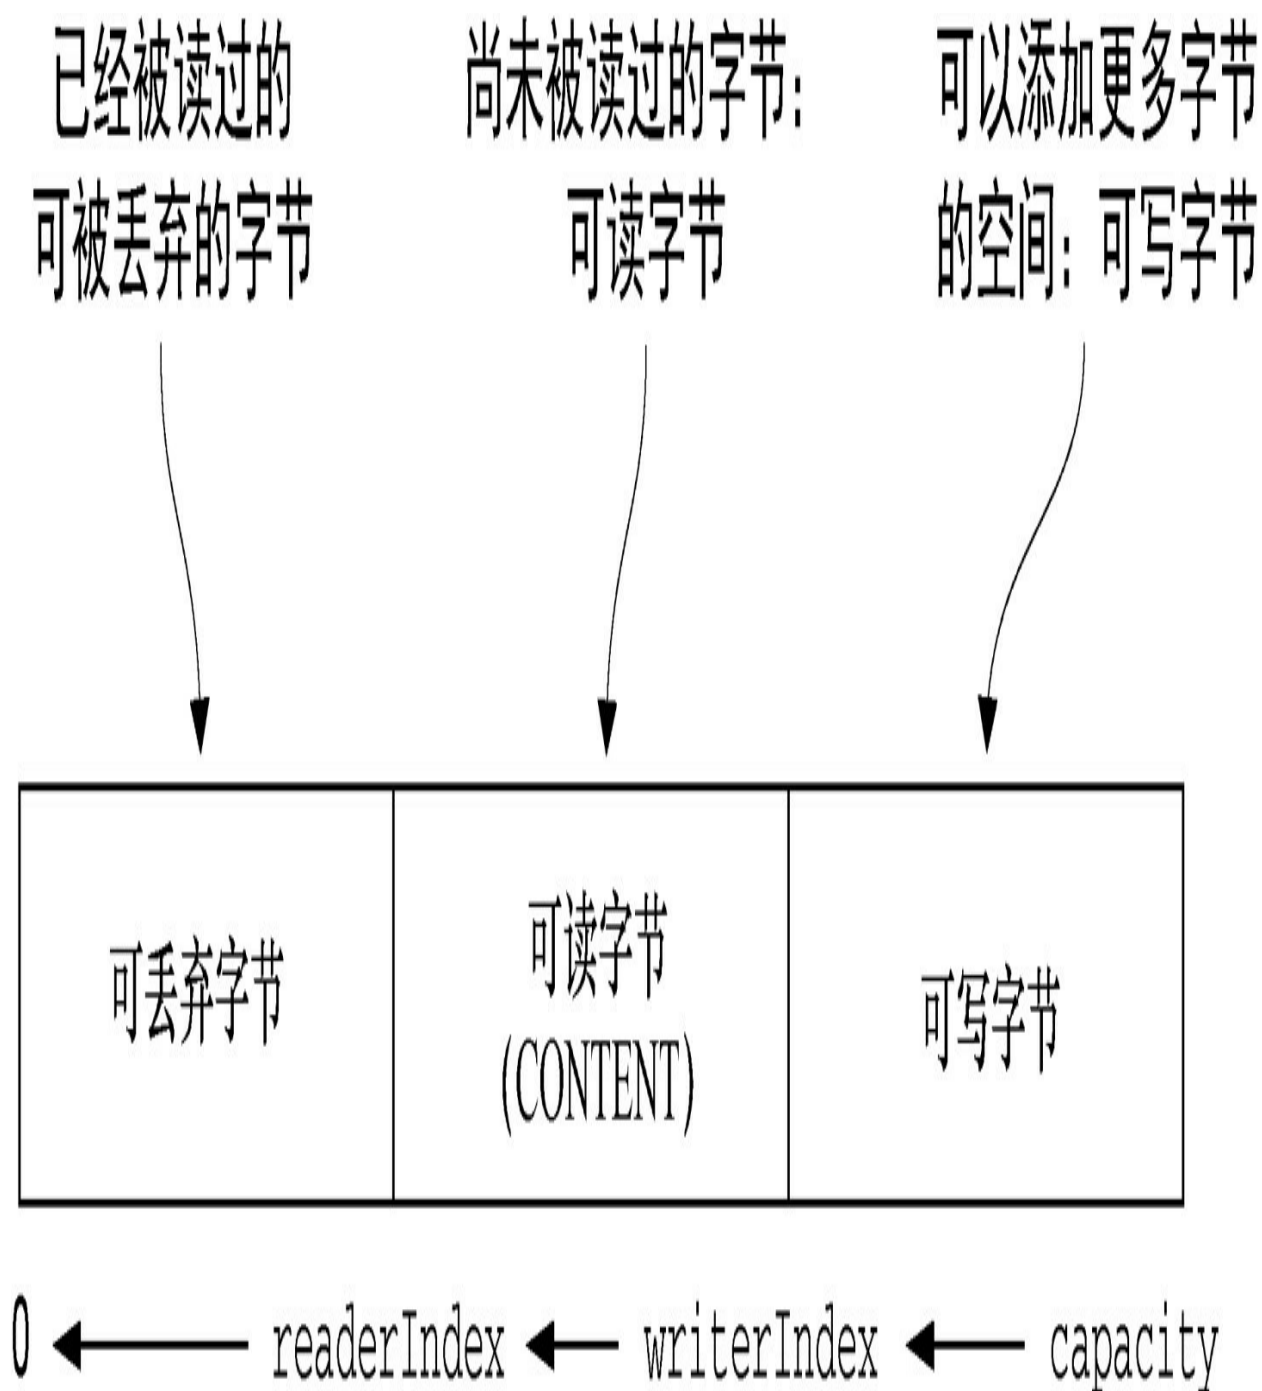 已经被读过的
可被丢弃的字节
尚未被读过的字节：
可读字节
可以添加更多字节
的空间：可写字节
可丢弃字节
可读字节
(CONTENT)
可写字节
0 readerIndex writerIndex capacity